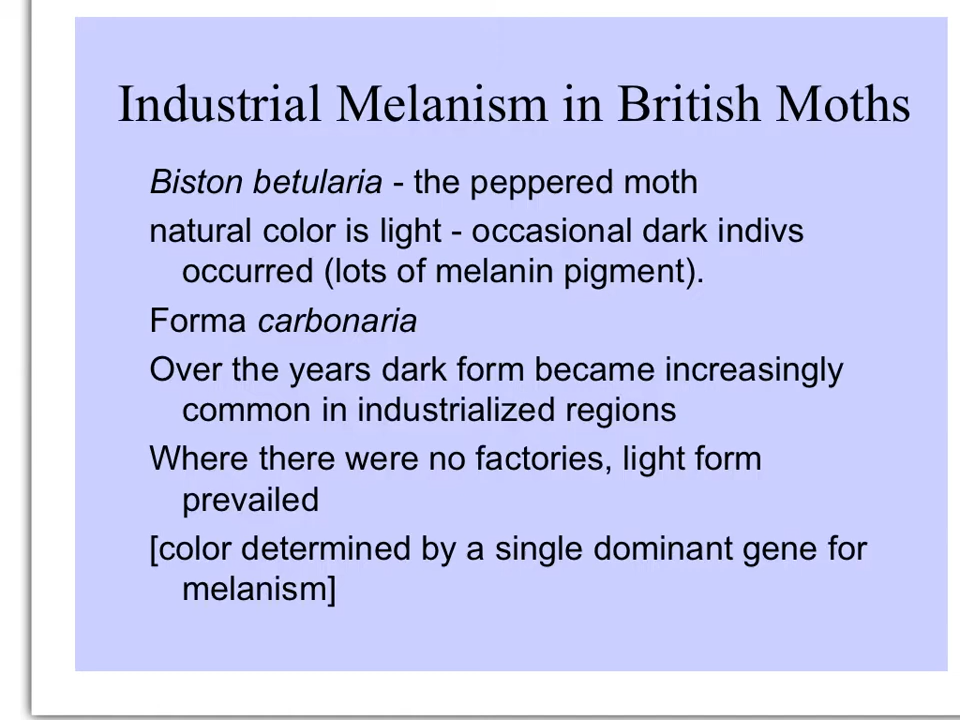 Industrial Melanism in British Moths
Biston betularia - the peppered moth
natural color is light - occasional dark indivs
occurred (lots of melanin pigment).
Forma carbonaria
Over the years dark form became increasingly
common in industrialized regions
Where there were no factories, light form
prevailed
[color determined by a single dominant gene for
melanism]